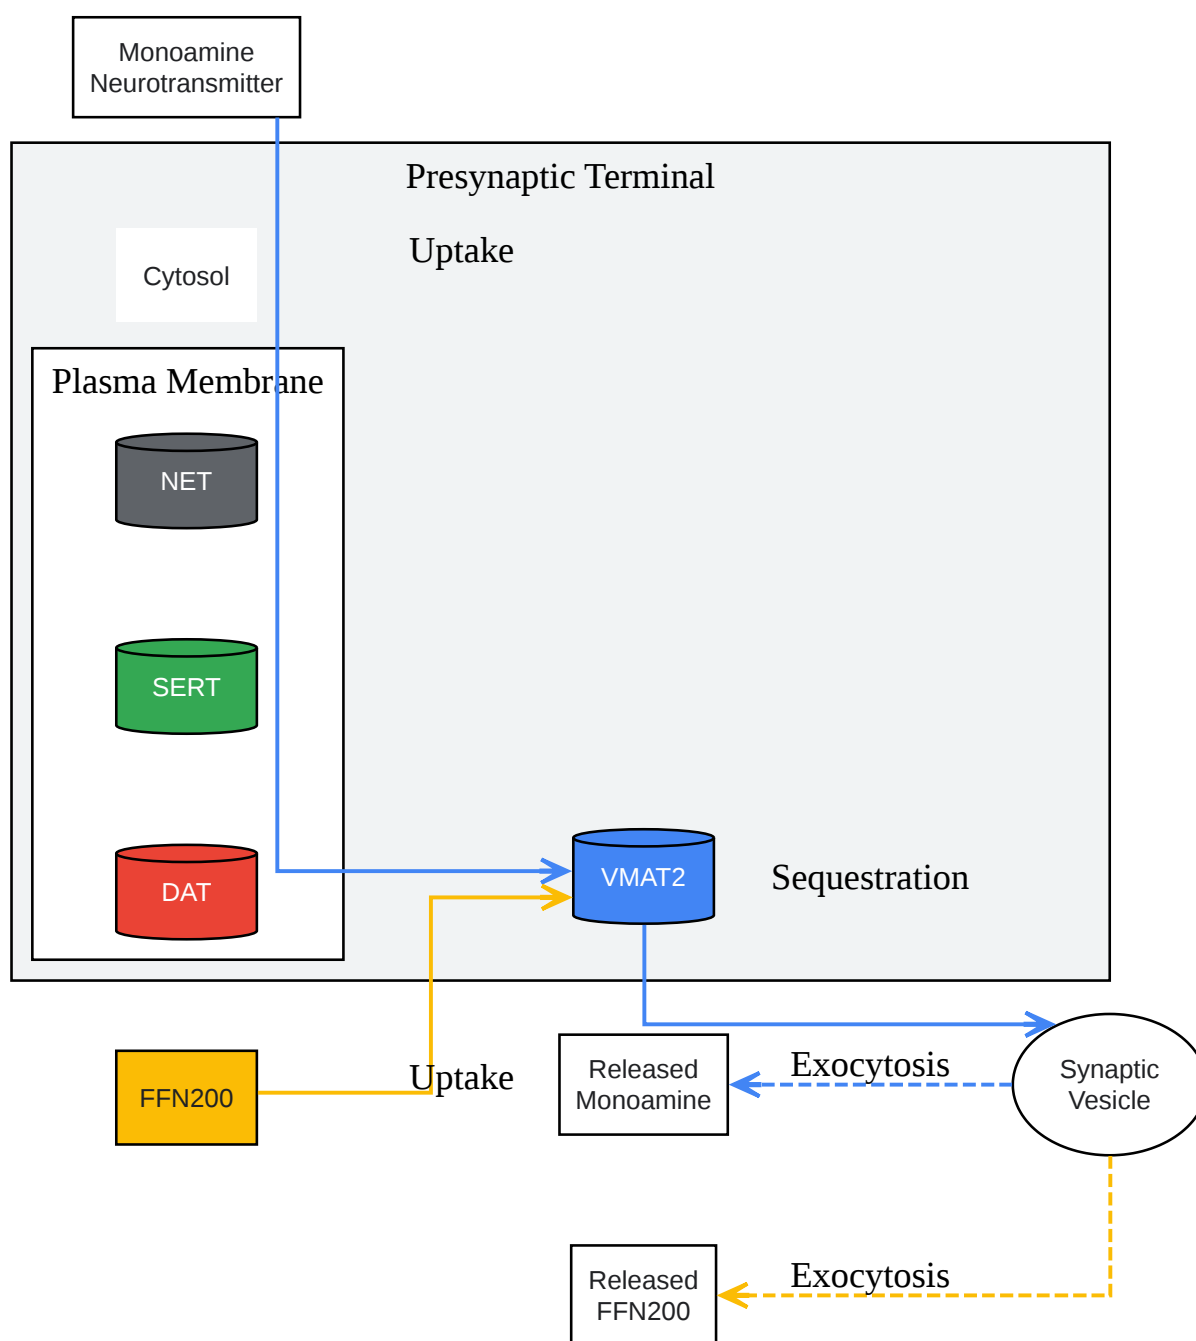 Monoamine
Neurotransmitter
Presynaptic Terminal
Uptake
Cytosol
Plasma Membrane
NET
SERT
DAT
VMAT2
Sequestration
FFN200
Uptake
Released
Monoamine
Exocytosis
Synaptic
Vesicle
Released
FFN200
Exocytosis